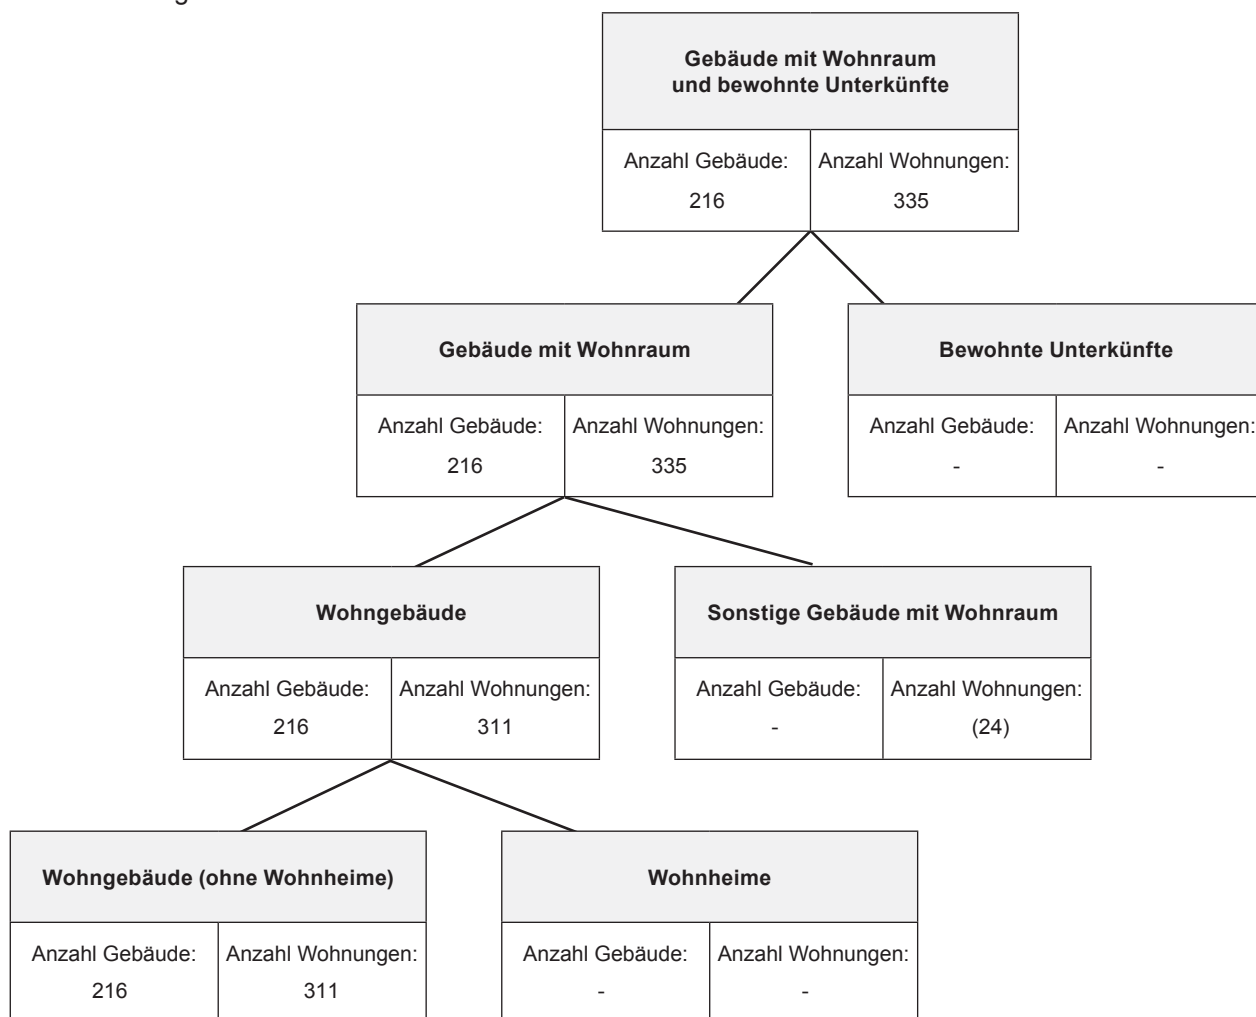 Gebäude mit Wohnraum
und bewohnte Unterkünfte
Anzahl Gebäude: Anzahl Wohnungen:
216 335
Gebäude mit Wohnraum
Anzahl Gebäude: Anzahl Wohnungen:
216 335
Bewohnte Unterkünfte
Anzahl Gebäude: Anzahl Wohnungen:
- -
Wohngebäude
Anzahl Gebäude: Anzahl Wohnungen:
216 311
Sonstige Gebäude mit Wohnraum
Anzahl Gebäude: Anzahl Wohnungen:
- (24)
Wohngebäude (ohne Wohnheime)
Anzahl Gebäude: Anzahl Wohnungen:
216 311
Wohnheime
Anzahl Gebäude: Anzahl Wohnungen:
- -